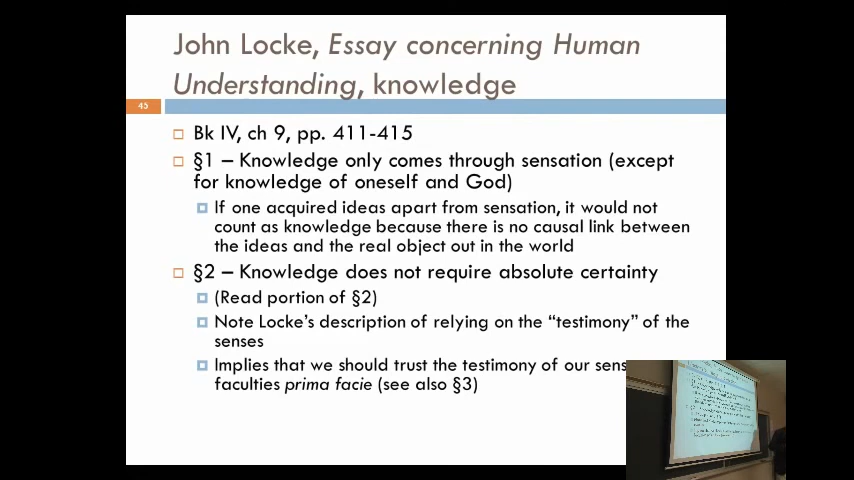 John Locke, Essay concerning Human
Understanding, knowledge
45
Bk IV, ch 9, pp. 411-415
§1 – Knowledge only comes through sensation (except
for knowledge of oneself and God)
If one acquired ideas apart from sensation, it would not
count as knowledge because there is no causal link between
the ideas and the real object out in the world
§2 – Knowledge does not require absolute certainty
(Read portion of §2)
Note Locke's description of relying on the "testimony" of the
senses
Implies that we should trust the testimony of our sens
faculties prima facie (see also §3)